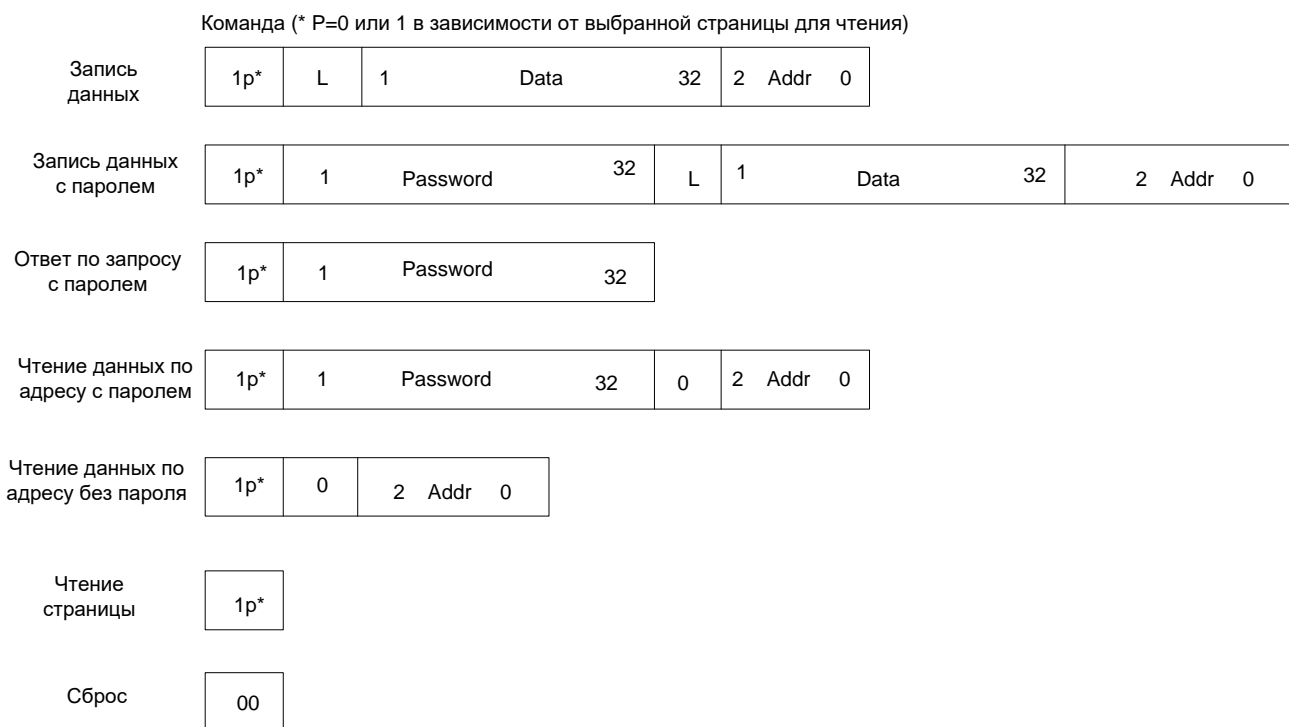 Команда (* P=0 или 1 в зависимости от выбранной страницы для чтения)
Запись
данных
1p* L 1 Data 32 2 Addr 0
Запись данных
с паролем
1p* 1 Password 32 L 1 Data 32 2 Addr 0
Ответ по запросу
с паролем
1p* 1 Password 32
Чтение данных по
адресу с паролем
1p* 1 Password 32 0 2 Addr 0
Чтение данных по
адресу без пароля
1p* 0 2 Addr 0
Чтение
страницы
1p*
Сброс
00